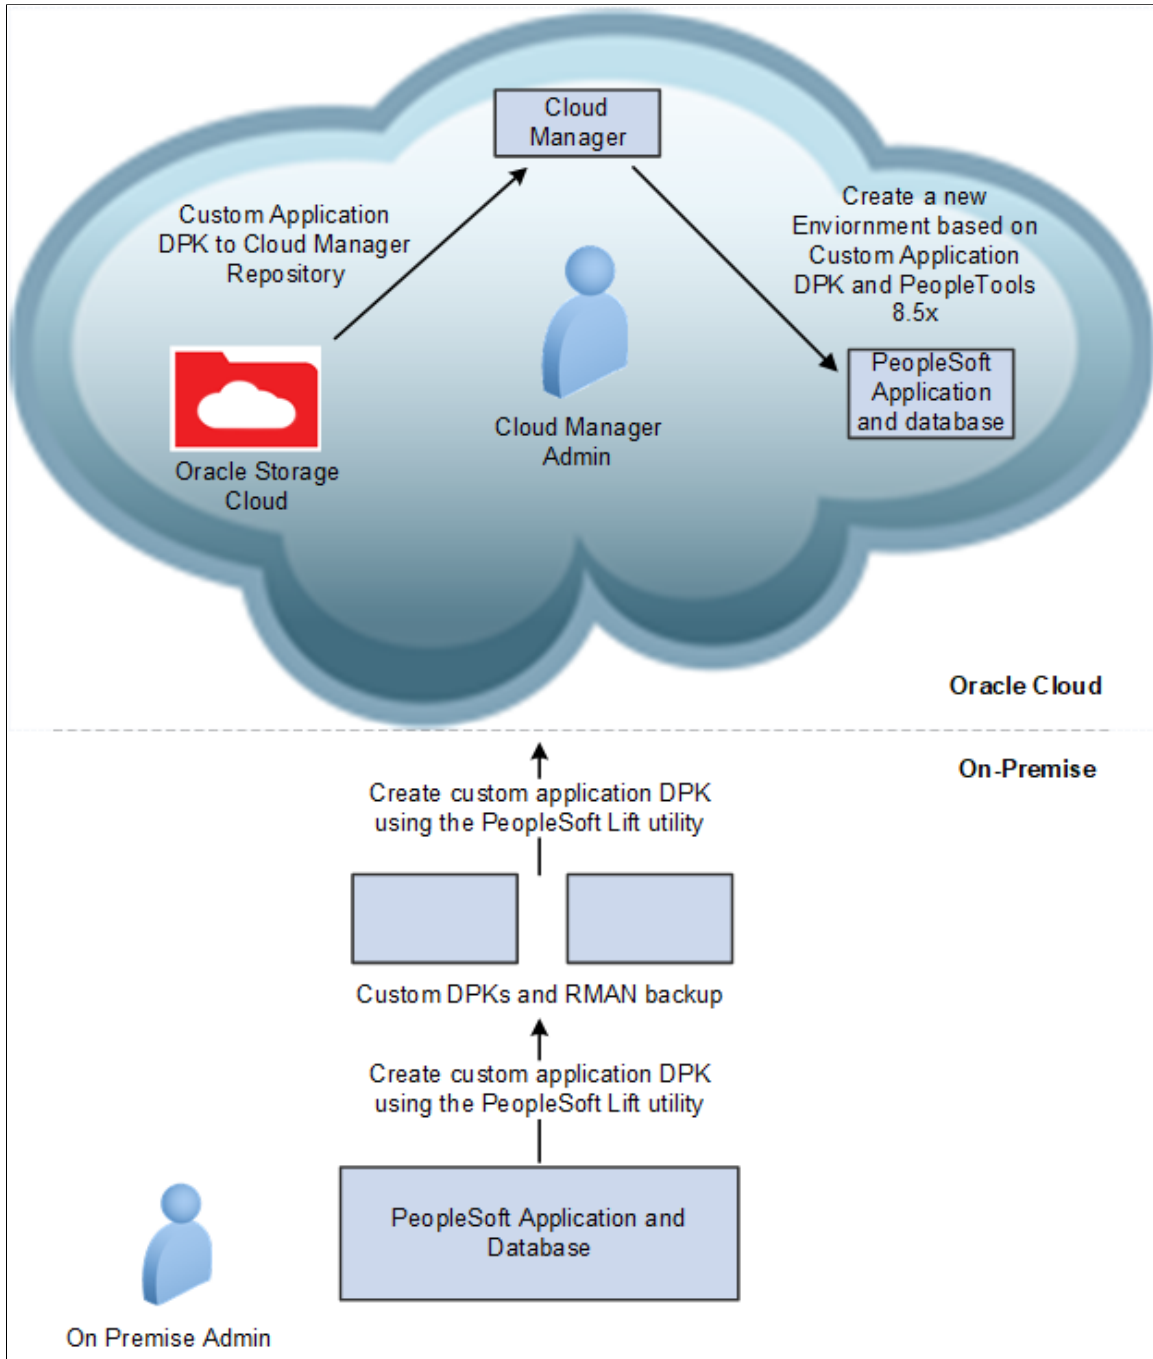 Cloud
Manager
Custom Application
DPK to Cloud Manager
Repository
Create a new
Enviornment based on
Custom Application
DPK and PeopleTools
8.5x
PeopleSoft
Application
and database
Cloud Manager
Admin
Oracle Storage
Cloud
Oracle Cloud
On-Premise
Create custom application DPK
using the PeopleSoft Lift utility
Custom DPKs and RMAN backup
Create custom application DPK
using the PeopleSoft Lift utility
PeopleSoft Application and
Database
On Premise Admin